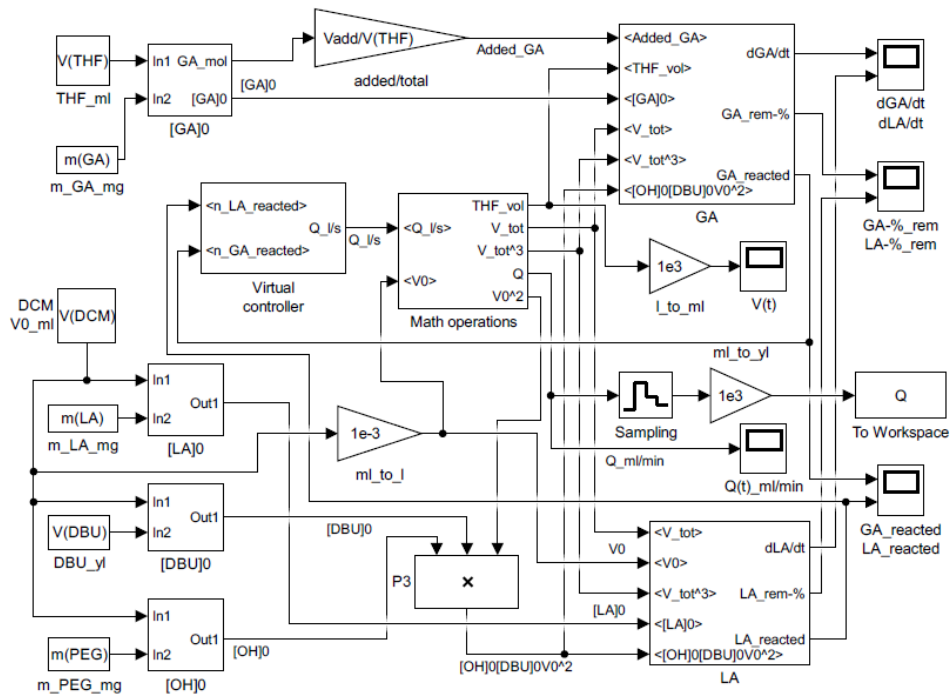 V(THF)
THF_ml
In1
GA_mol
In2
[GA]0
[GA]0
[GA]0
m(GA)
m_GA_mg
Vadd/V(THF)
added/total
Added_GA
<Added_GA>
dGA/dt
<THF_vol>
<[GA]0>
GA_rem-%
<V_tot>
<V_tot^3>
GA_reacted
<[OH]0[DBU]0V0^2>
GA
dGA/dt
dLA/dt
GA-%_rem
LA-%_rem
<n_LA_reacted>
Q_l/s
<n_GA_reacted>
Virtual
controller
Q_l/s
THF_vol
<Q_l/s>
V_tot
V_tot^3
Q
<V0>
V0^2
Math operations
1e3
l_to_ml
V(t)
DCM
V0_ml
V(DCM)
In1
Out1
In2
[LA]0
m(LA)
m_LA_mg
1e-3
ml_to_l
ml_to_yl
Sampling
1e3
Q
To Workspace
Q_ml/min
Q(t)_ml/min
GA_reacted
LA_reacted
In1
Out1
In2
[DBU]0
V(DBU)
DBU_yl
[DBU]0
P3
×
V0
<V_tot>
dLA/dt
<V0>
<V_tot^3>
LA_rem-%
[LA]0
<[LA]0>
LA_reacted
<[OH]0[DBU]0V0^2>
LA
In1
Out1
In2
[OH]0
m(PEG)
m_PEG_mg
[OH]0
[OH]0[DBU]0V0^2